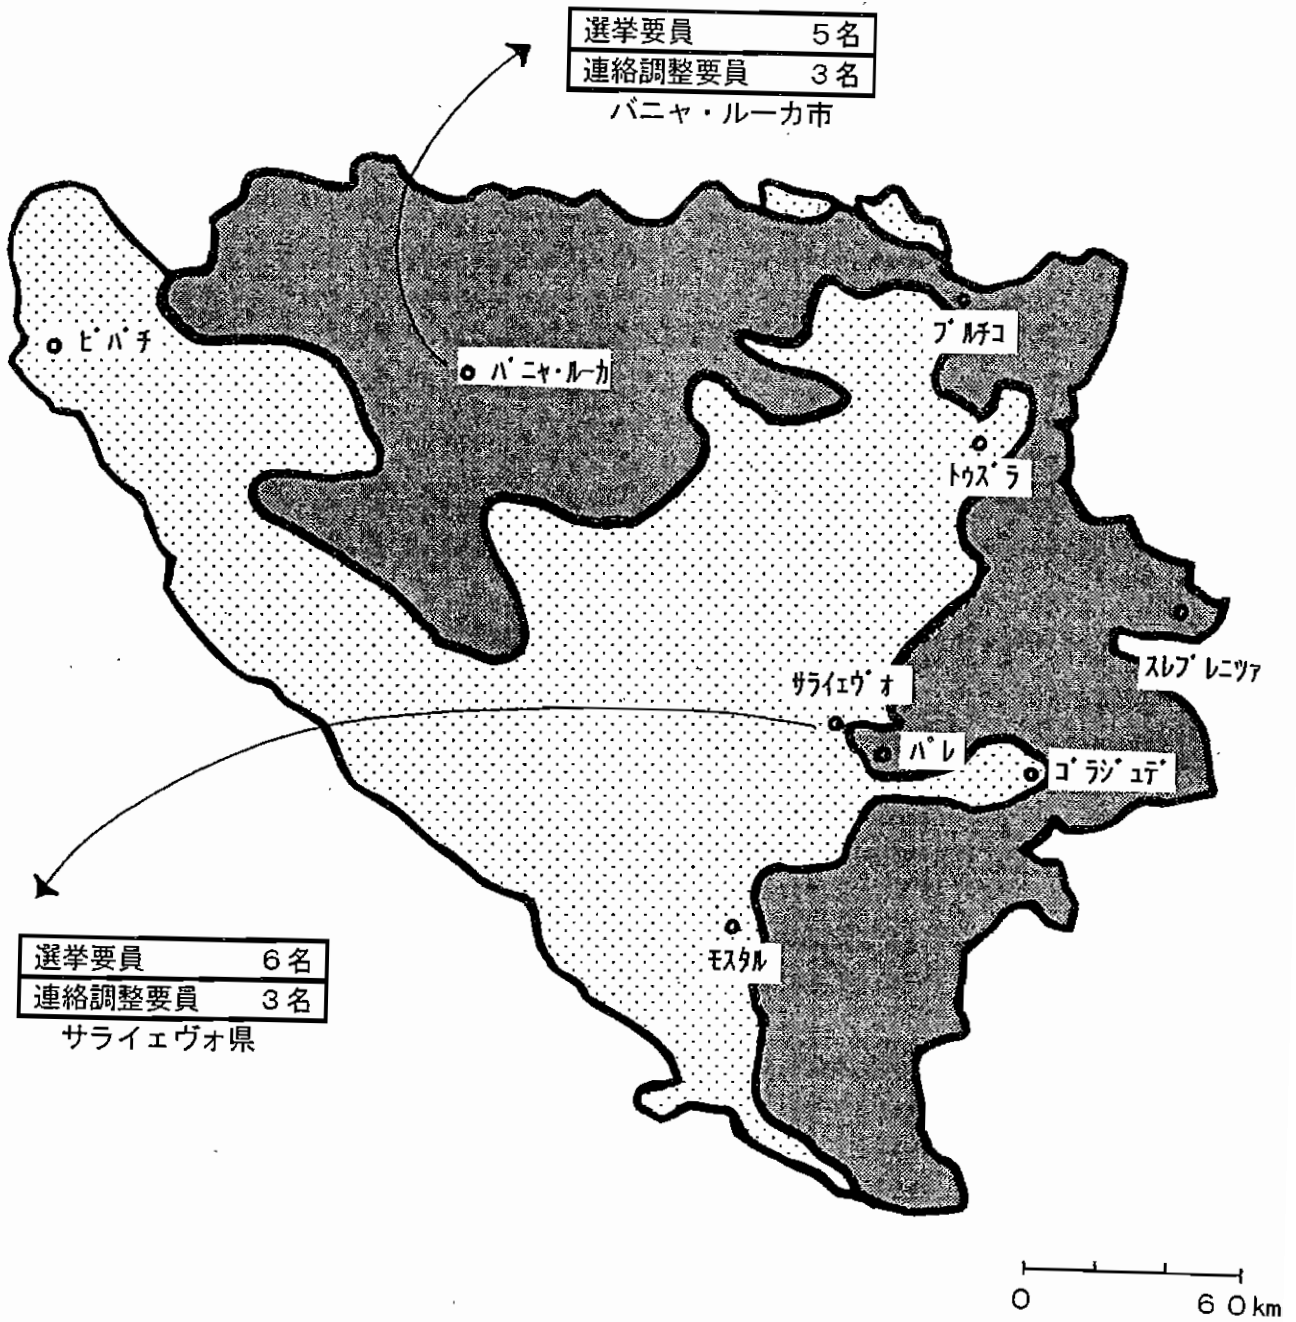 選挙要員 5名
連絡調整要員 3名
バニャ・ルーカ市
ビバチ
バニャ・ルーカ
ブルチコ
トゥズラ
スレブレニツァ
サライェヴォ
パレ
ゴラジュデ
モスタル
選挙要員 6名
連絡調整要員 3名
サライェヴォ県
0 60km